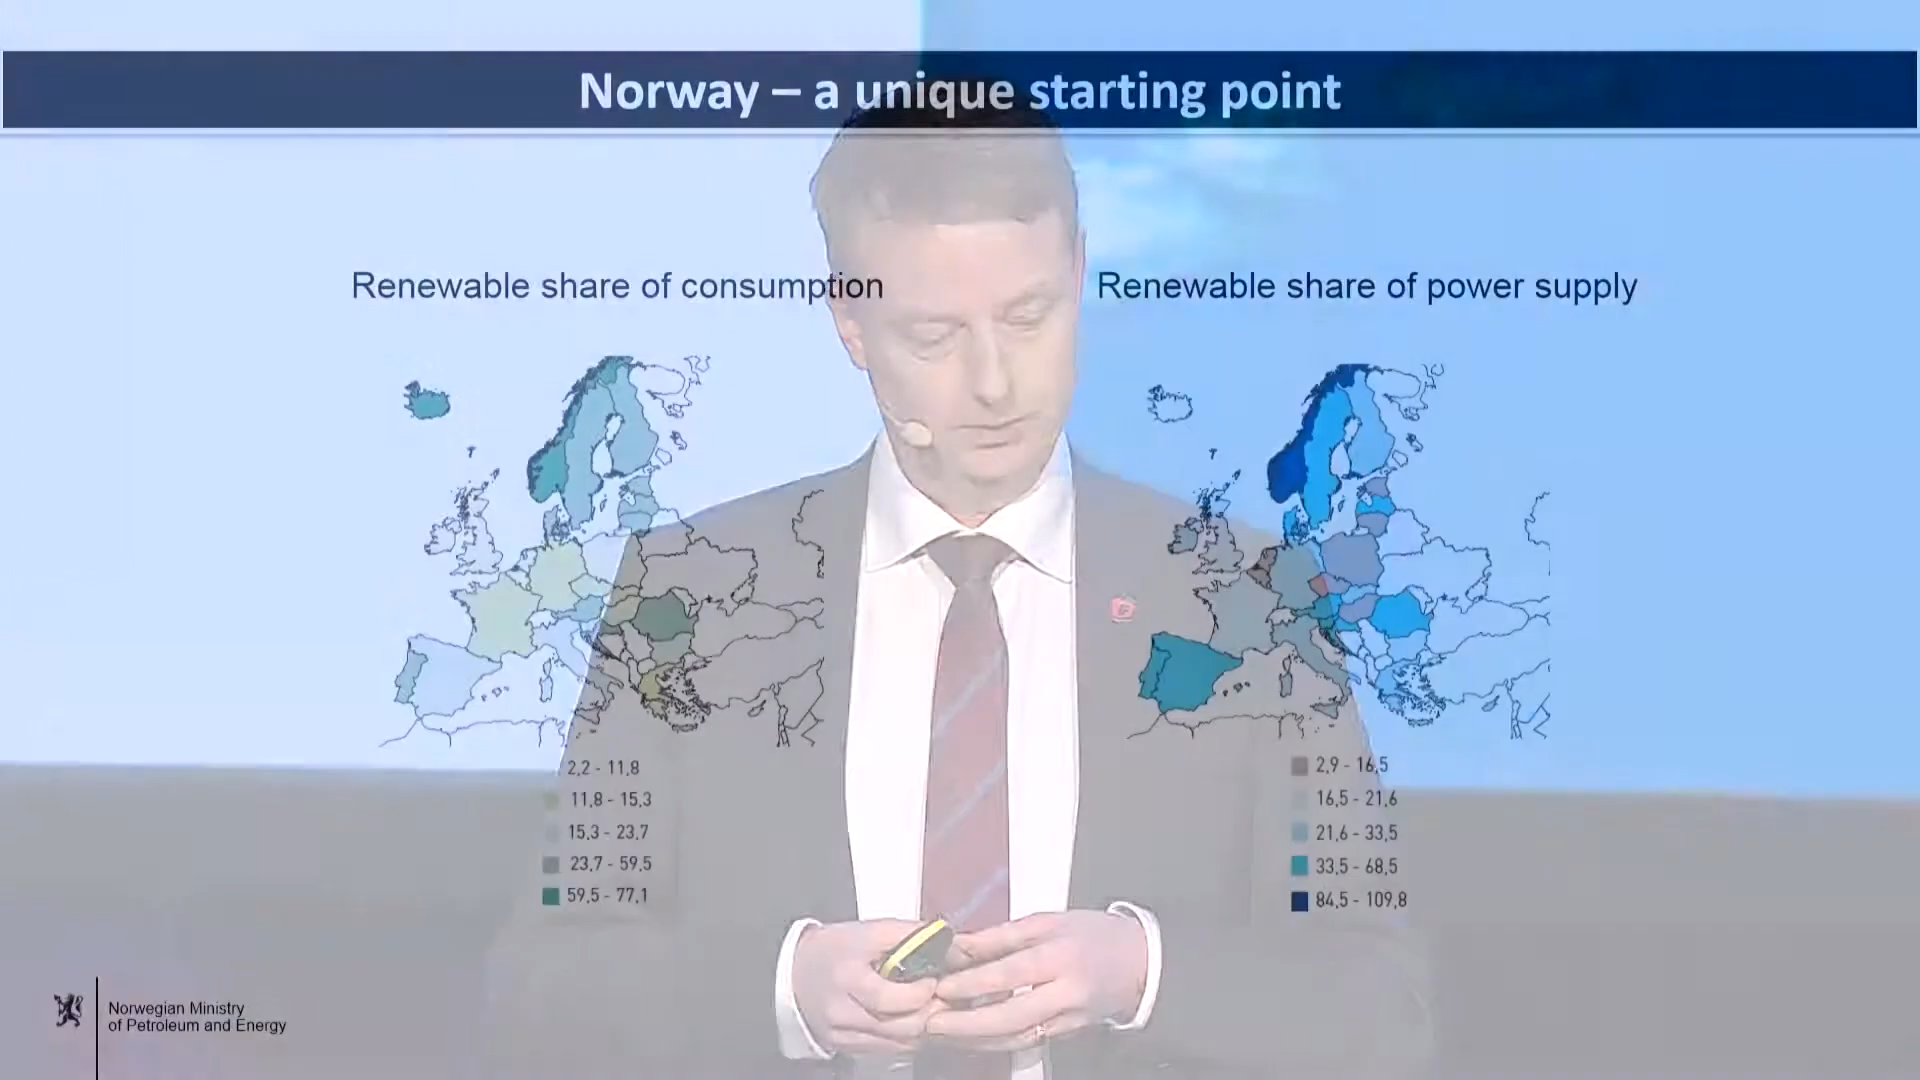 Norway – a unique starting point
Renewable share of consumption
Renewable share of power supply
2,2 - 11,8
11,8 - 15,3
15,3 - 23,7
23,7 - 59,5
59,5 - 77,1
2,9 - 16,5
16,5 - 21,6
21,6 - 33,5
33,5 - 68,5
84,5 - 109,8
Norwegian Ministry
of Petroleum and Energy